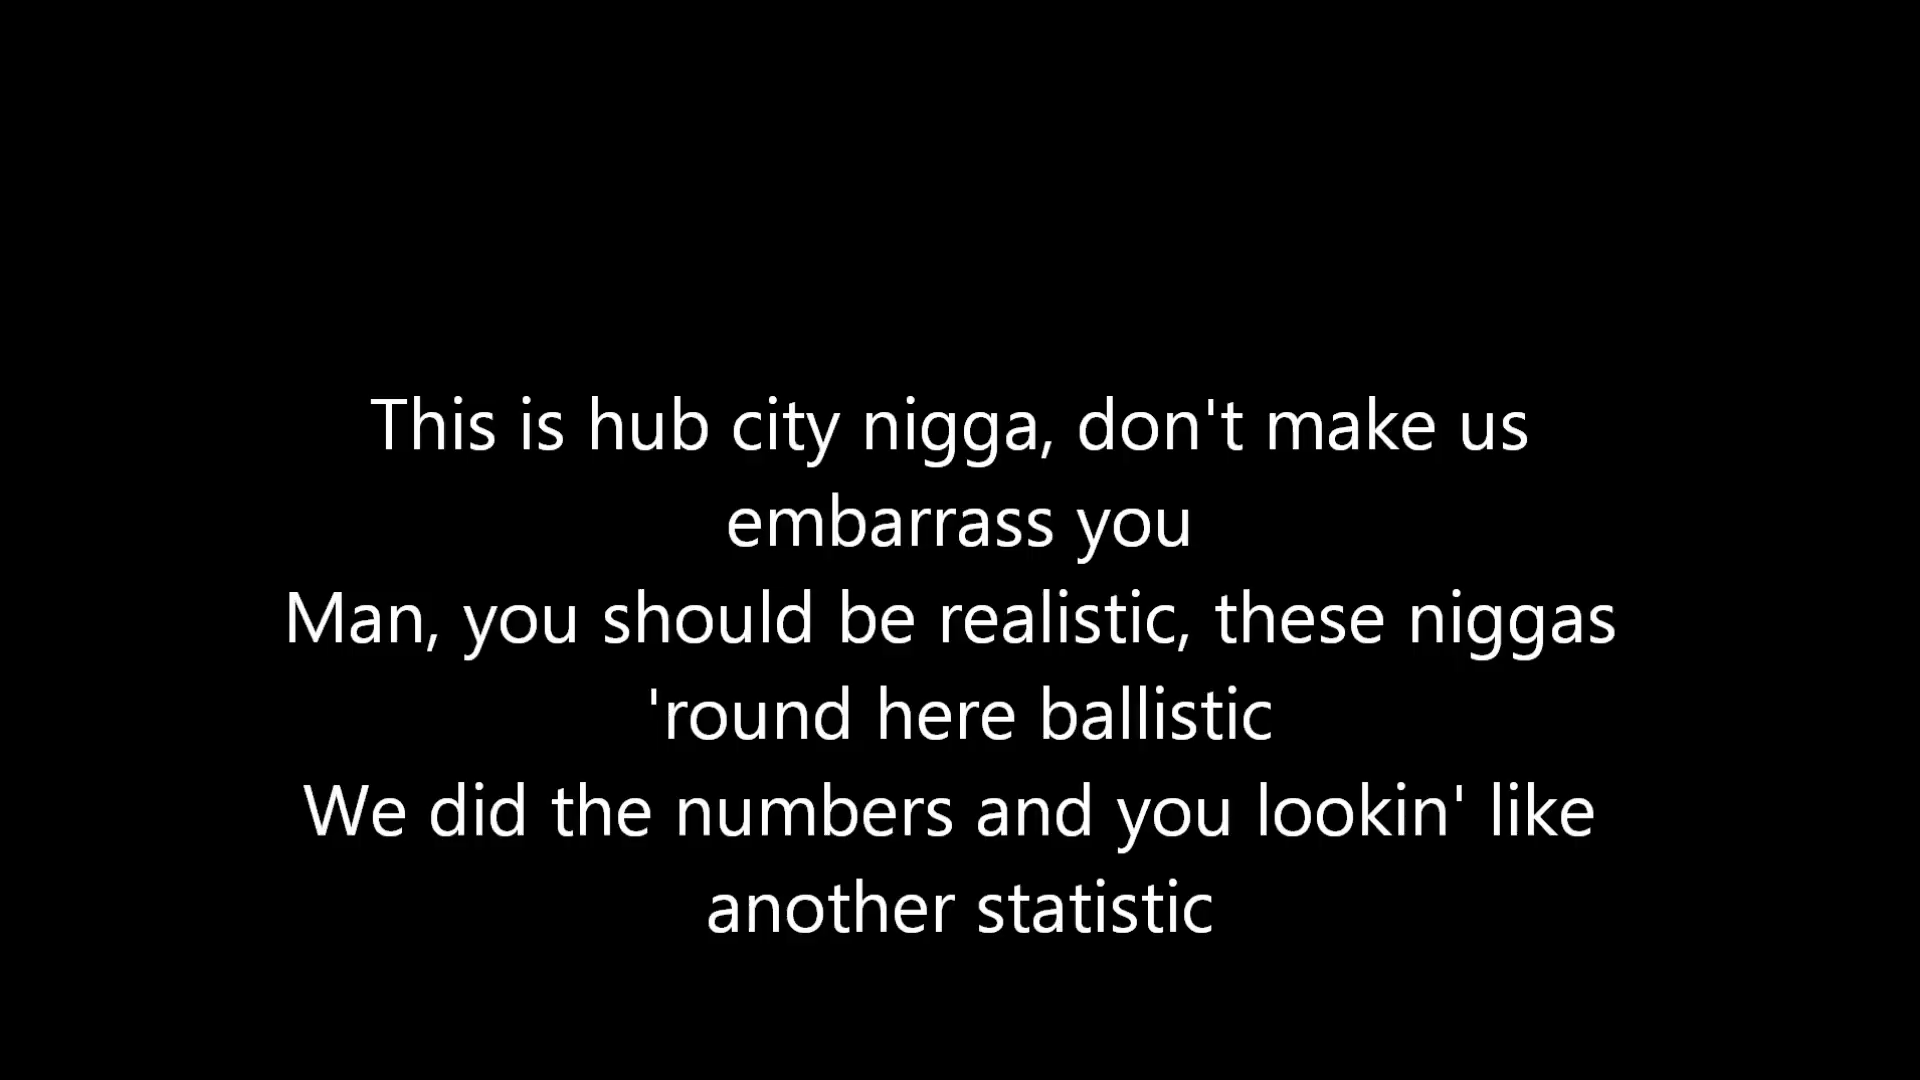 This is hub city nigga, don't make us
embarrass you
Man, you should be realistic, these niggas
'round here ballistic
We did the numbers and you lookin' like
another statistic